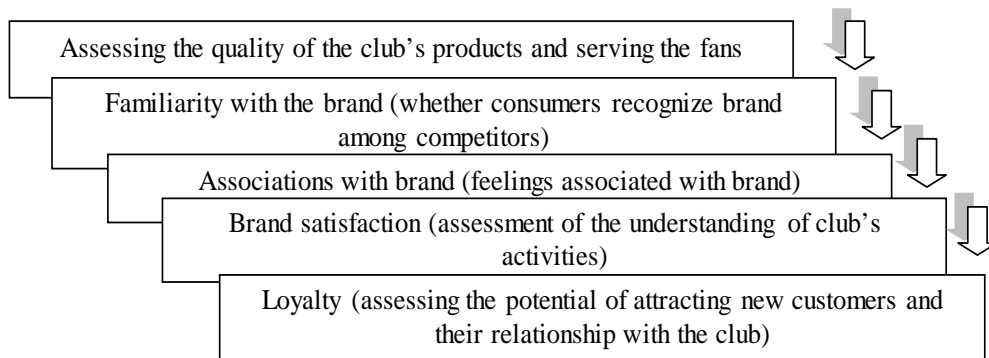 Assessing the quality of the club’s products and serving the fans
Familiarity with the brand (whether consumers recognize brand
among competitors)
Associations with brand (feelings associated with brand)
Brand satisfaction (assessment of the understanding of club’s
activities)
Loyalty (assessing the potential of attracting new customers and
their relationship with the club)